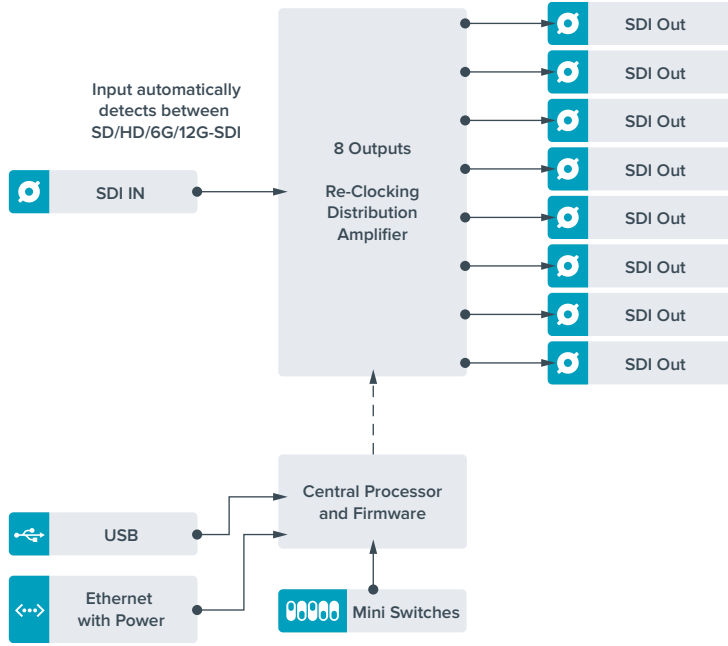 Input automatically
detects between
SD/HD/6G/12G-SDI
SDI IN
8 Outputs
Re-Clocking
Distribution
Amplifier
SDI Out
SDI Out
SDI Out
SDI Out
SDI Out
SDI Out
SDI Out
SDI Out
Central Processor
and Firmware
USB
Ethernet
with Power
Mini Switches